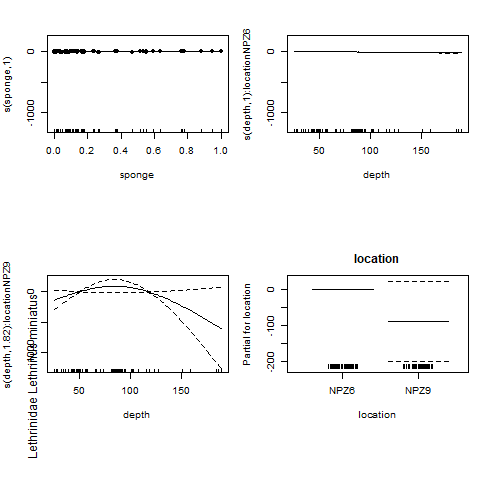 s(sponge,1)
0
-1000
0.0 0.2 0.4 0.6 0.8 1.0
sponge
s(depth,1):locationNPZ6
0
-1000
50 100 150
depth
s(depth,1.82):locationNPZ9
0
-1000
50 100 150
depth
Lethrinidae Lethrinus miniatus
location
Partial for location
0
-100
-200
NPZ6 NPZ9
location